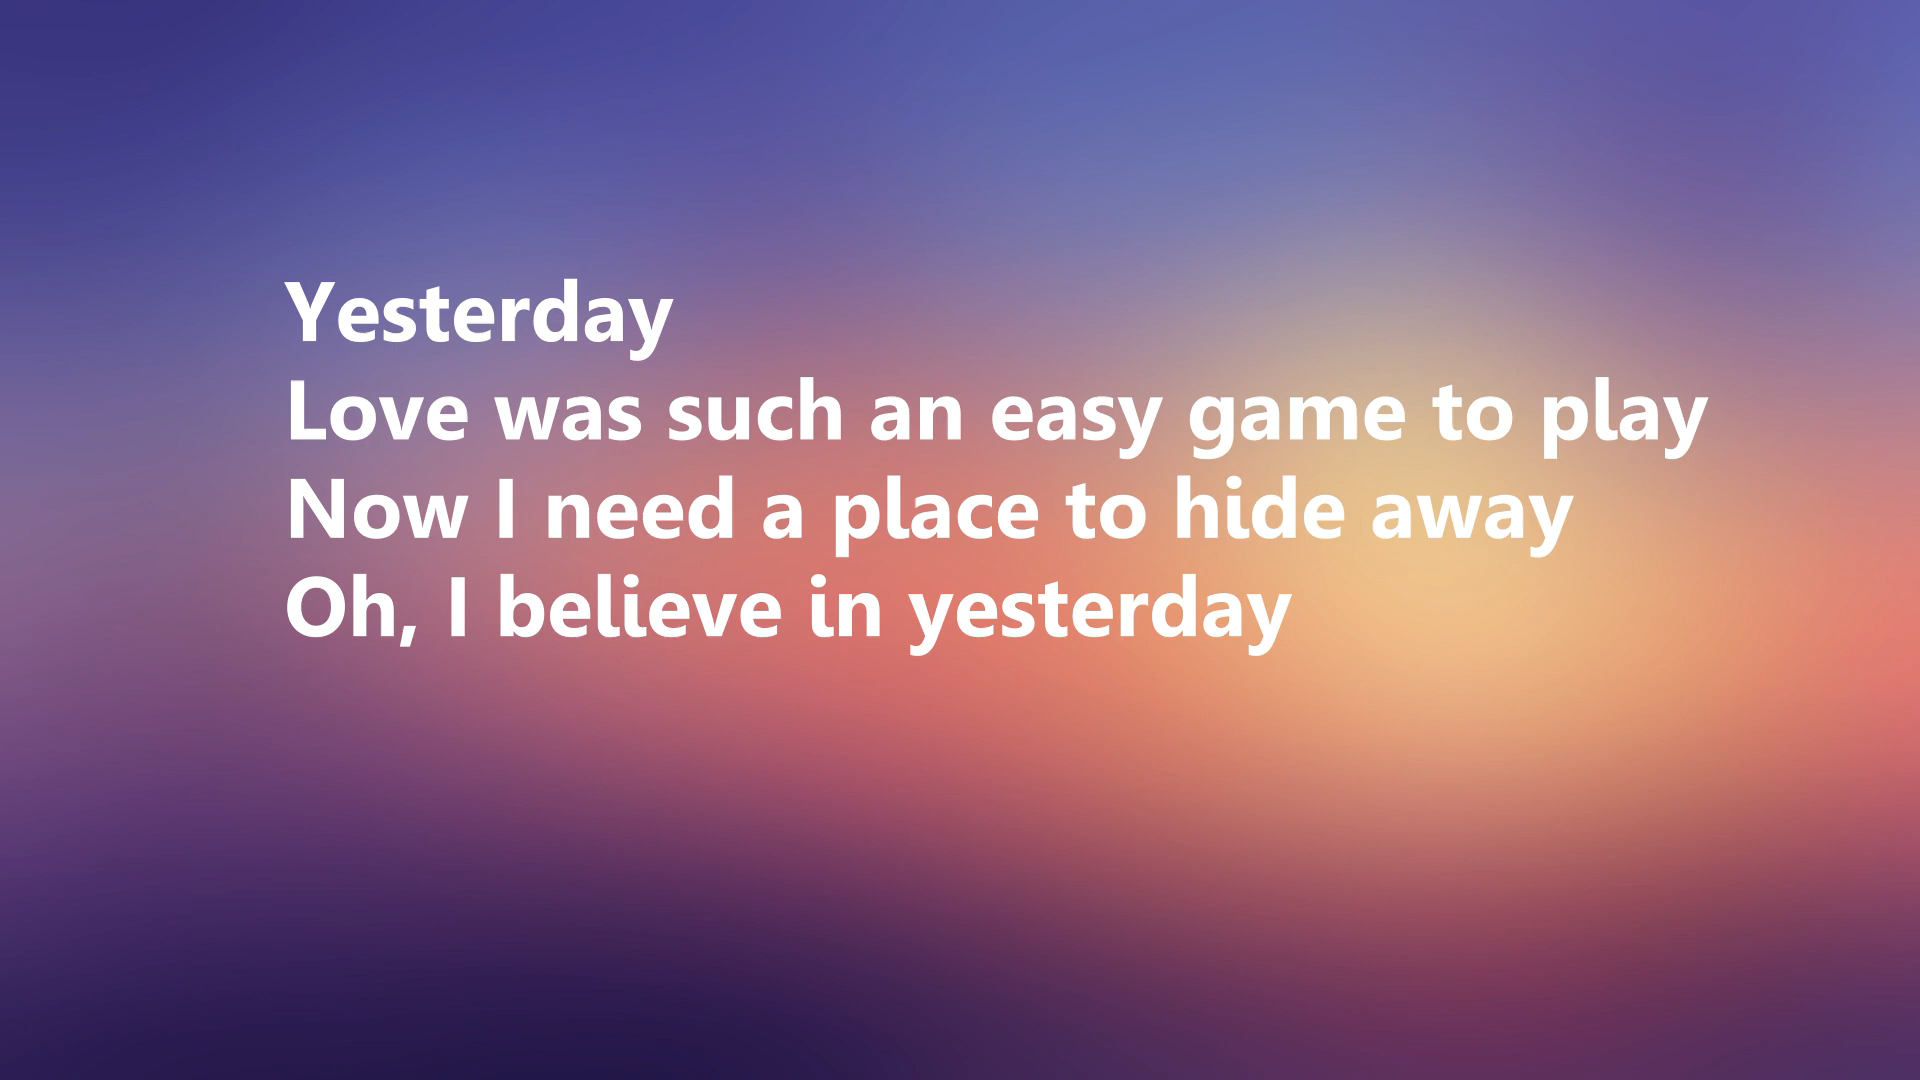 Yesterday
Love was such an easy game to play
Now I need a place to hide away
Oh, I believe in yesterday